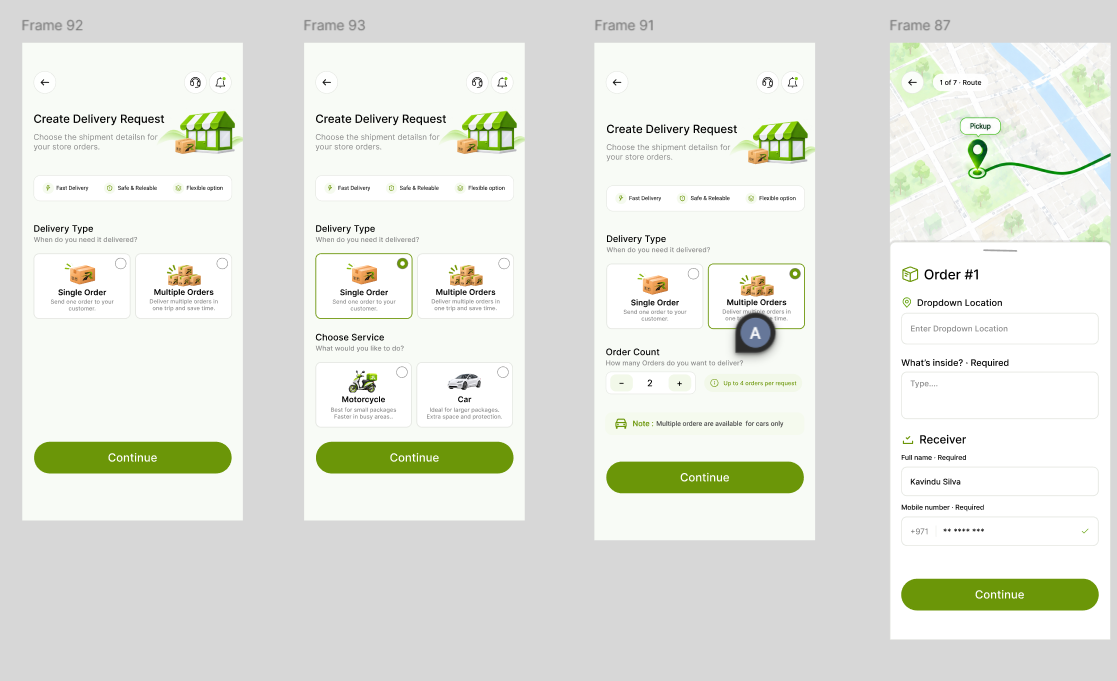 Frame 92
Create Delivery Request
Choose the shipment detailsn for
your store orders.
Fast Delivery
Safe & Releable
Flexible option
Delivery Type
When do you need it delivered?
Single Order
Send one order to your
customer.
Multiple Orders
Deliver multiple orders in
one trip and save time.
Continue
Frame 93
Create Delivery Request
Choose the shipment detailsn for
your store orders.
Fast Delivery
Safe & Releable
Flexible option
Delivery Type
When do you need it delivered?
Single Order
Send one order to your
customer.
Multiple Orders
Deliver multiple orders in
one trip and save time.
Choose Service
What would you like to do?
Motorcycle
Best for small packages
Faster in busy areas..
Car
Ideal for larger packages.
Extra space and protection.
Continue
Frame 91
Create Delivery Request
Choose the shipment detailsn for
your store orders.
Fast Delivery
Safe & Releable
Flexible option
Delivery Type
When do you need it delivered?
Single Order
Send one order to your
customer.
Multiple Orders
Deliver multiple orders in
one time.
A
Order Count
How many Orders do you want to deliver?
− 2 +
Up to 4 orders per request
Note : Multiple ordere are available for cars only
Continue
Frame 87
1 of 7 · Route
Pickup
Order #1
Dropdown Location
Enter Dropdown Location
What's inside? · Required
Type....
Receiver
Full name · Required
Kavindu Silva
Mobile number · Required
+971 ** **** ***
Continue